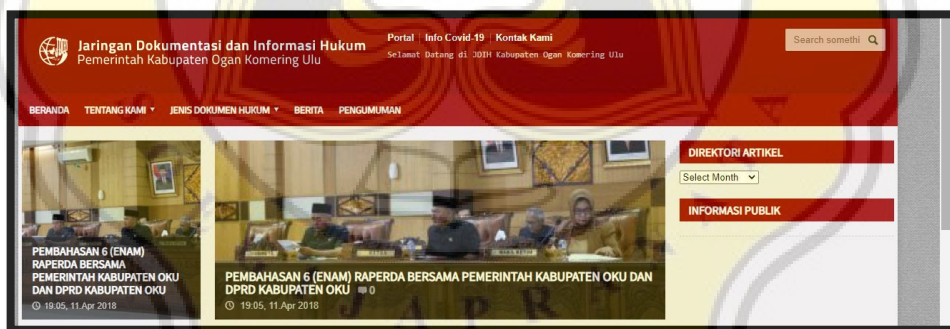 Jaringan Dokumentasi dan Informasi Hukum
Pemerintah Kabupaten Ogan Komering Ulu
Portal Info Covid-19 Kontak Kami
Selamat Datang di JDIH Kabupaten Ogan Komering Ulu
Search somethi
BERANDA TENTANG KAMI JENIS DOKUMEN HUKUM BERITA PENGUMUMAN
PEMBAHASAN 6 (ENAM)
RAPERDA BERSAMA
PEMERINTAH KABUPATEN OKU
DAN DPRD KABUPATEN OKU
19:05, 11.Apr 2018
KETUA
WAKIL KETUA
PEMBAHASAN 6 (ENAM) RAPERDA BERSAMA PEMERINTAH KABUPATEN OKU DAN
DPRD KABUPATEN OKU 0
19:05, 11.Apr 2018
DIREKTORI ARTIKEL
Select Month
INFORMASI PUBLIK